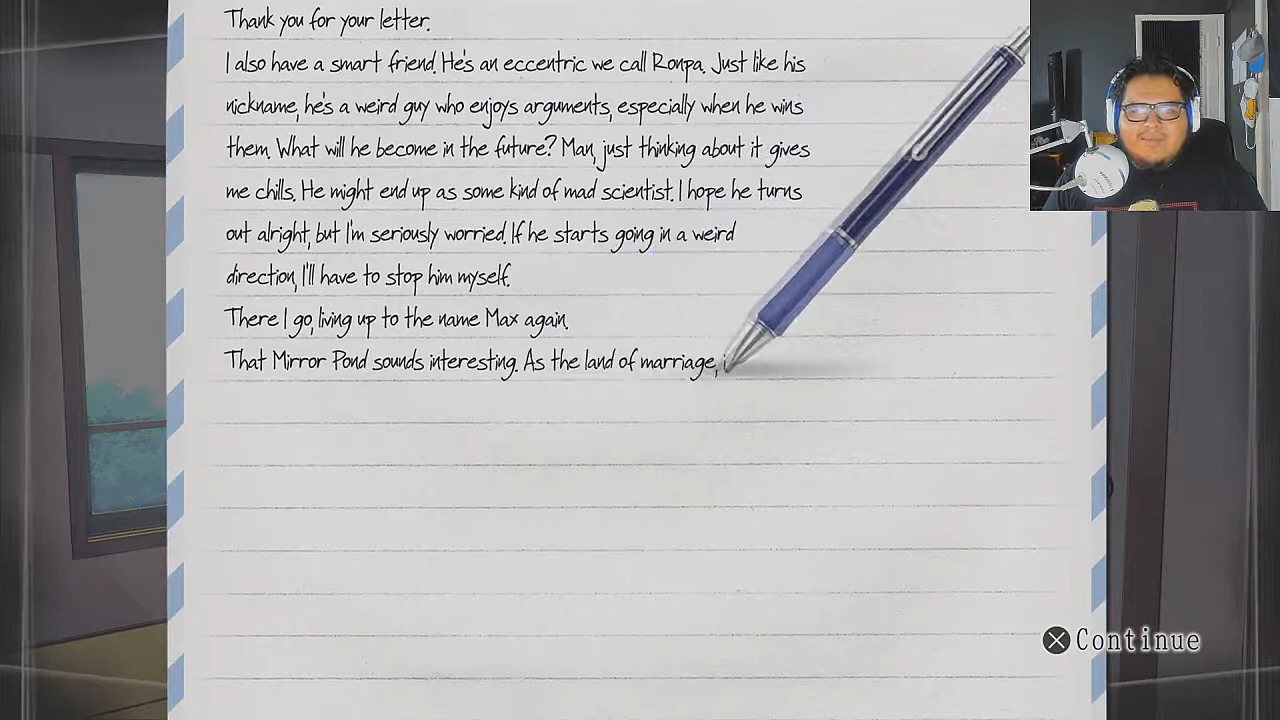 Thank you for your letter.
I also have a smart friend. He's an eccentric we call Ronpa. Just like his
nickname, he's a weird guy who enjoys arguments, especially when he wins
them. What will he become in the future? Man, just thinking about it gives
me chills. He might end up as some kind of mad scientist. I hope he turns
out alright, but I'm seriously worried. If he starts going in a weird
direction, I'll have to stop him myself.
There I go, living up to the name Max again.
That Mirror Pond sounds interesting. As the land of marriage, i
Continue